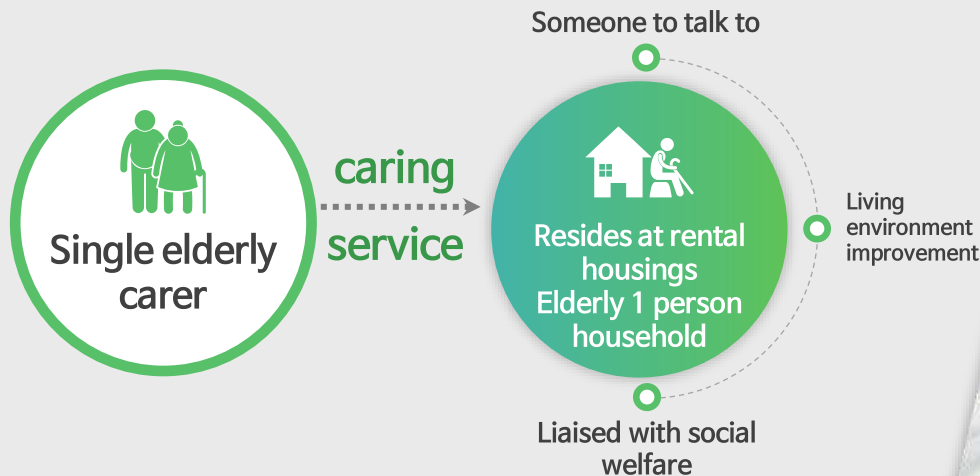 Someone to talk to
Single elderly
carer
caring
service
Resides at rental
housings
Elderly 1 person
household
Living
environment
improvement
Liaised with social
welfare